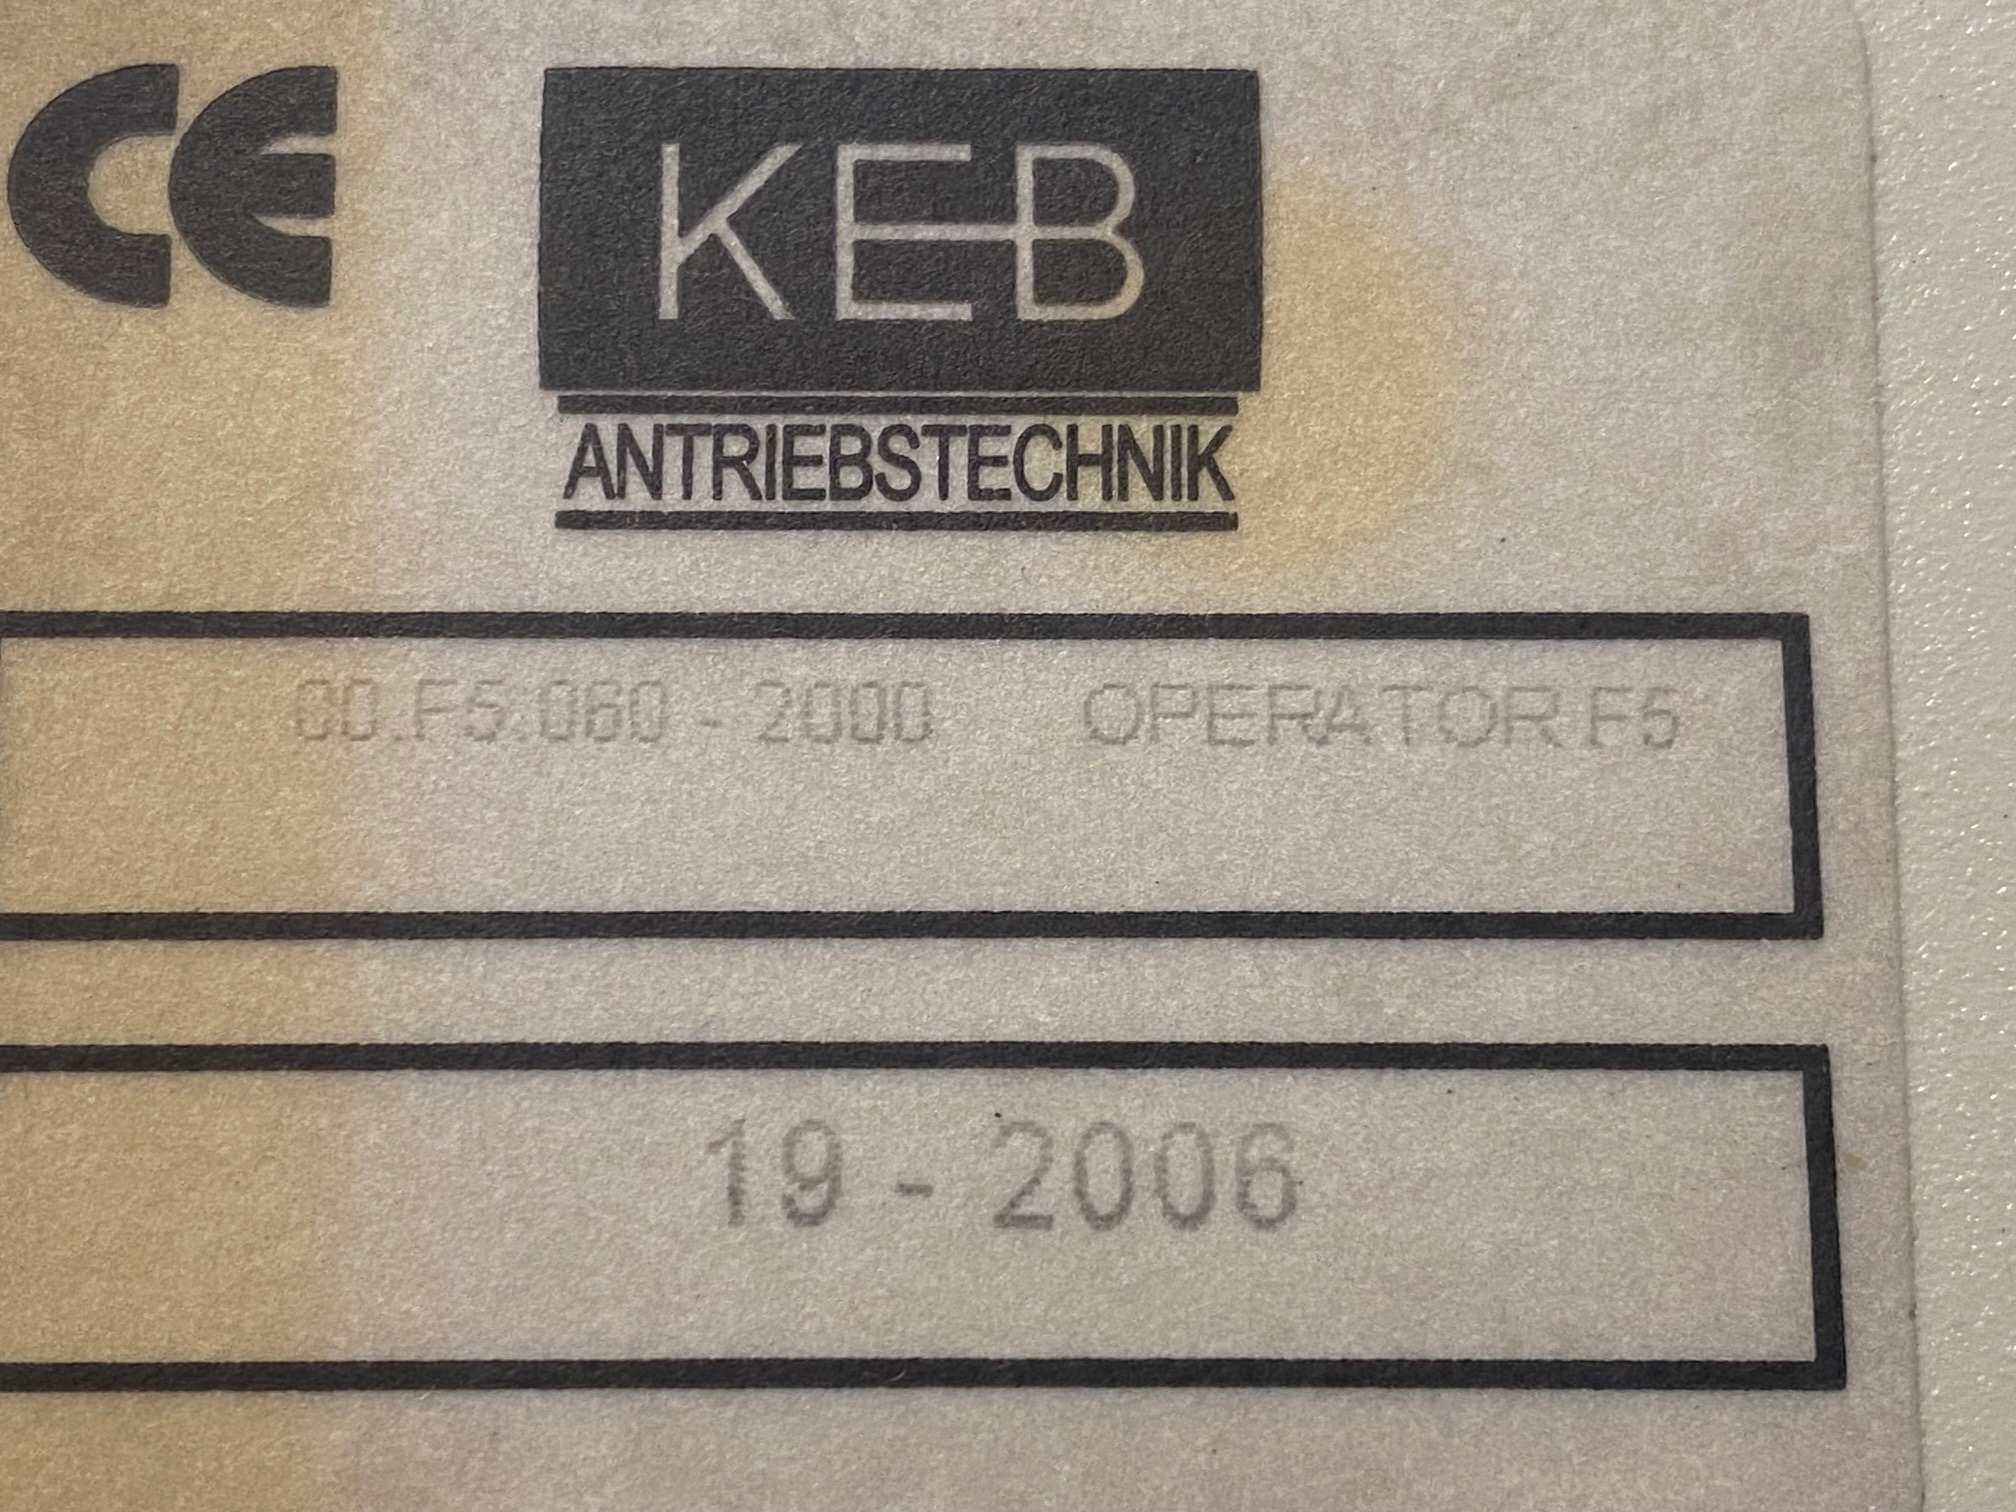 CE
KEB
ANTRIEBSTECHNIK
00.F5.060 - 2000 OPERATOR F5
19 - 2006